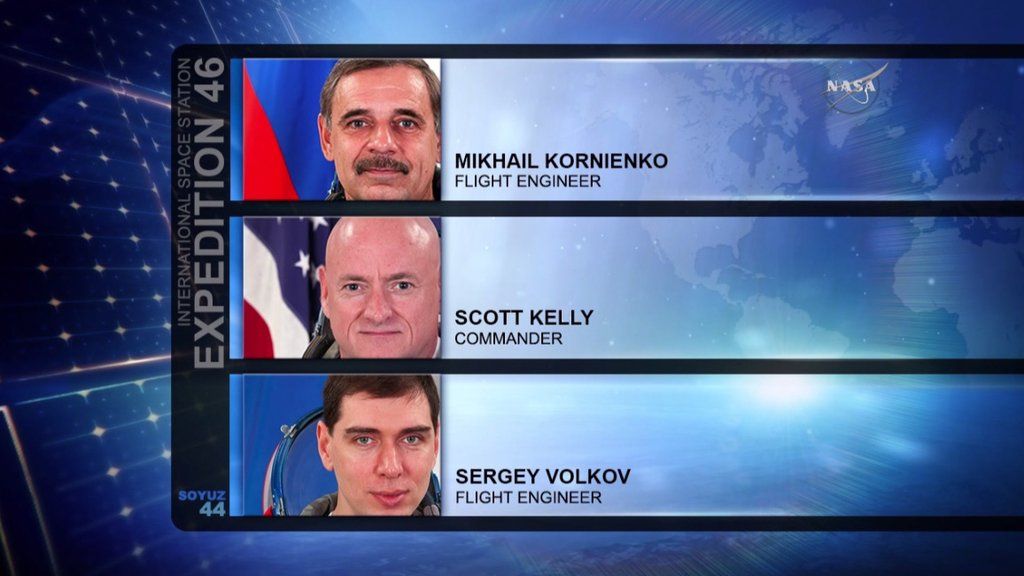 INTERNATIONAL SPACE STATION
EXPEDITION 46
SOYUZ
44
NASA
MIKHAIL KORNIENKO
FLIGHT ENGINEER
SCOTT KELLY
COMMANDER
SERGEY VOLKOV
FLIGHT ENGINEER